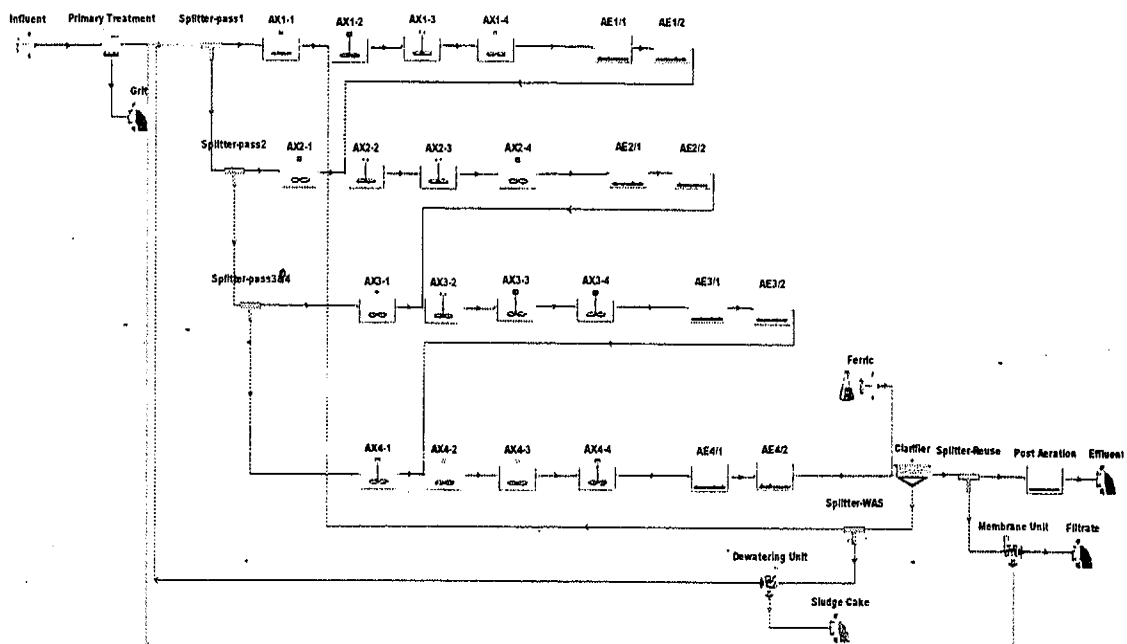 Influent
Primary Treatment
Splitter-pass1
AX1-1
AX1-2
AX1-3
AX1-4
AE1/1
AE1/2
Grit
Splitter-pass2
AX2-1
AX2-2
AX2-3
AX2-4
AE2/1
AE2/2
Splitter-pass3&4
AX3-1
AX3-2
AX3-3
AX3-4
AE3/1
AE3/2
Ferric
AX4-1
AX4-2
AX4-3
AX4-4
AE4/1
AE4/2
Clarifier
Splitter-Reuse
Post Aeration
Effluent
Splitter-WAS
Membrane Unit
Filtrate
Dewatering Unit
Sludge Cake